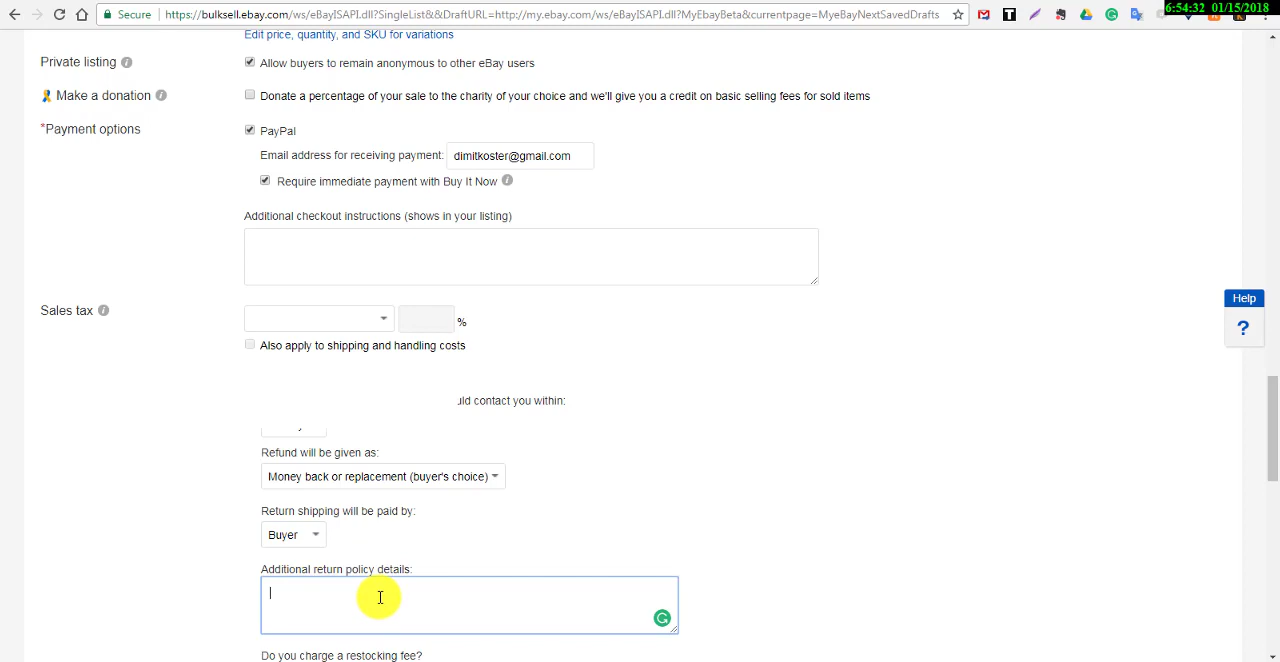 Secure
https://bulksell.ebay.com/ws/eBayISAPI.dll?SingleList&&DraftURL=http://my.ebay.com/ws/eBayISAPI.dll?MyEbayBeta&currentpage=MyeBayNextSavedDrafts
6:54:32 01/15/2018
Edit price, quantity, and SKU for variations
Private listing
Allow buyers to remain anonymous to other eBay users
Make a donation
Donate a percentage of your sale to the charity of your choice and we'll give you a credit on basic selling fees for sold items
*Payment options
PayPal
Email address for receiving payment: dimitkoster@gmail.com
Require immediate payment with Buy It Now
Additional checkout instructions (shows in your listing)
Sales tax
%
Also apply to shipping and handling costs
uld contact you within:
Refund will be given as:
Money back or replacement (buyer's choice)
Return shipping will be paid by:
Buyer
Additional return policy details:
Do you charge a restocking fee?
Help
?